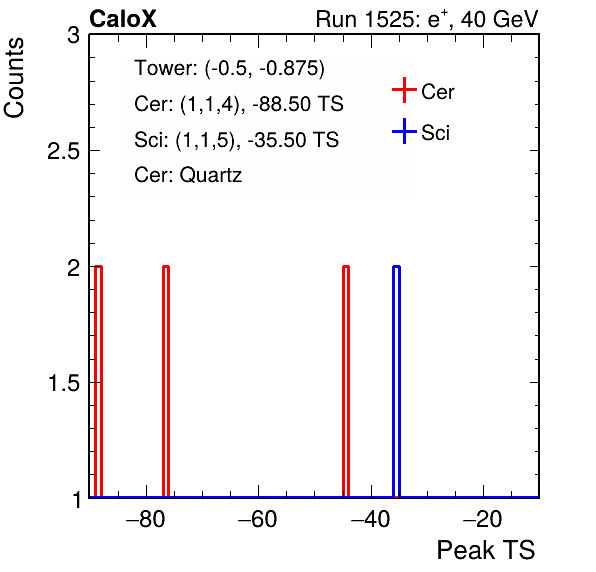 CaloX Run 1525: e⁺, 40 GeV
Counts
3
2.5
2
1.5
1
Tower: (-0.5, -0.875)
Cer: (1,1,4), -88.50 TS
Sci: (1,1,5), -35.50 TS
Cer: Quartz
Cer
Sci
−80 −60 −40 −20
Peak TS